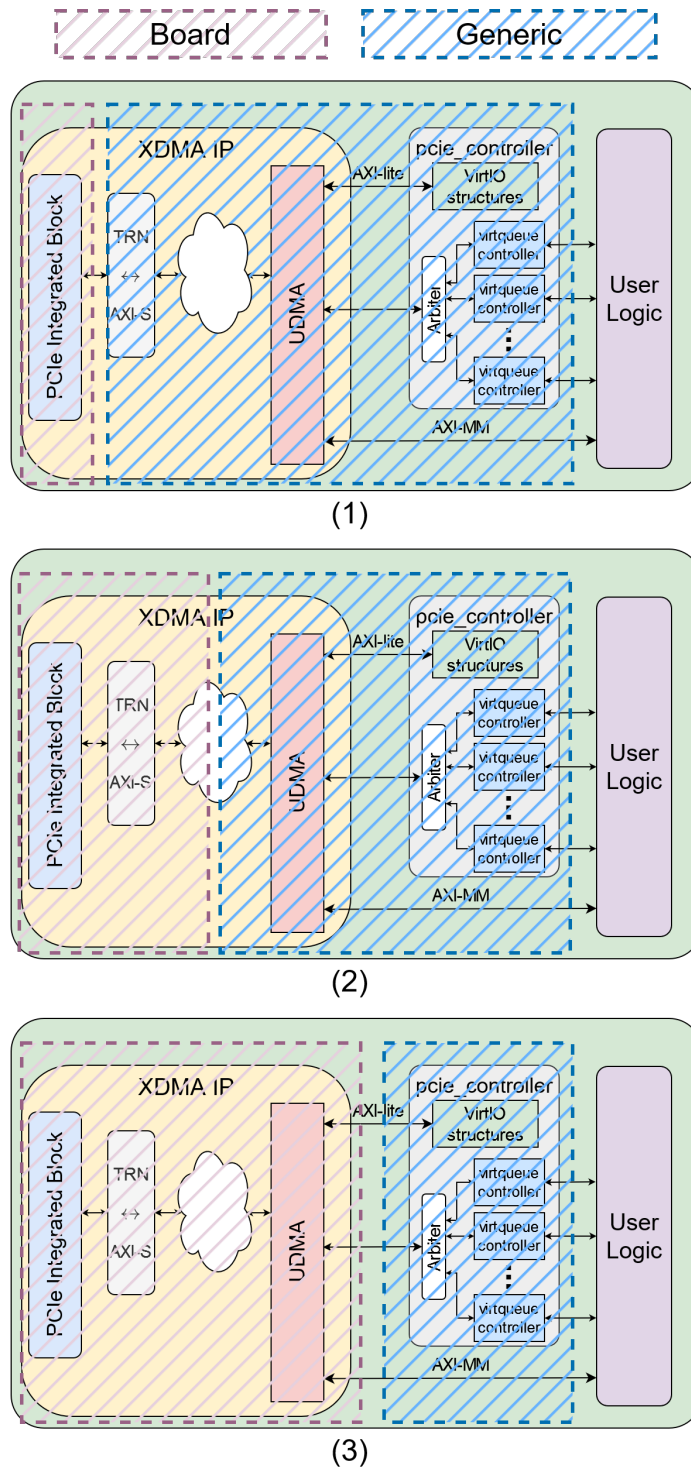 Board
Generic
XDMA IP
PCIe Integrated Block
TRN
↔
AXI-S
UDMA
AXI-lite
pcie_controller
VirtIO
structures
Arbiter
virtqueue
controller
virtqueue
controller
virtqueue
controller
AXI-MM
User
Logic
(1)
XDMA IP
PCIe Integrated Block
TRN
↔
AXI-S
UDMA
AXI-lite
pcie_controller
VirtIO
structures
Arbiter
virtqueue
controller
virtqueue
controller
virtqueue
controller
AXI-MM
User
Logic
(2)
XDMA IP
PCIe Integrated Block
TRN
↔
AXI-S
UDMA
AXI-lite
pcie_controller
VirtIO
structures
Arbiter
virtqueue
controller
virtqueue
controller
virtqueue
controller
AXI-MM
User
Logic
(3)